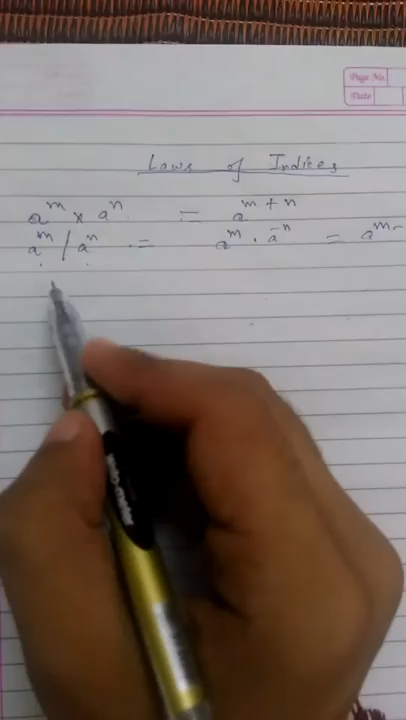 Page No.
Date
Laws of Indices
a^m × a^n = a^{m+n}
a^m / a^n = a^m · a^{-n} = a^{m-